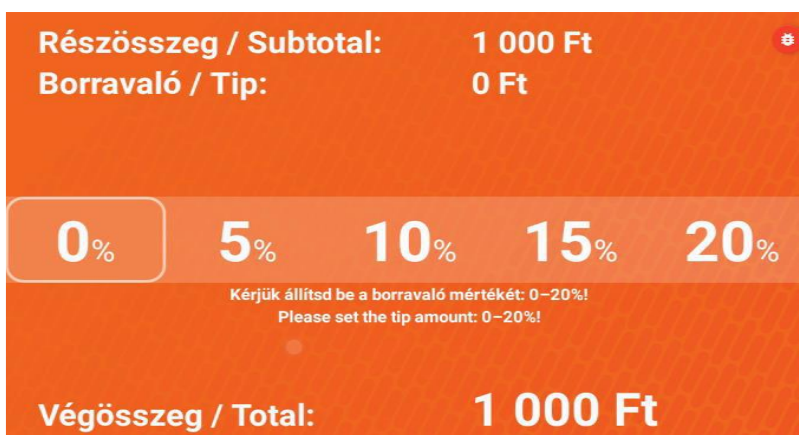 Részösszeg / Subtotal: 1 000 Ft
Borravaló / Tip: 0 Ft
0% 5% 10% 15% 20%
Kérjük állítsd be a borravaló mértékét: 0–20%!
Please set the tip amount: 0–20%!
Végösszeg / Total: 1 000 Ft